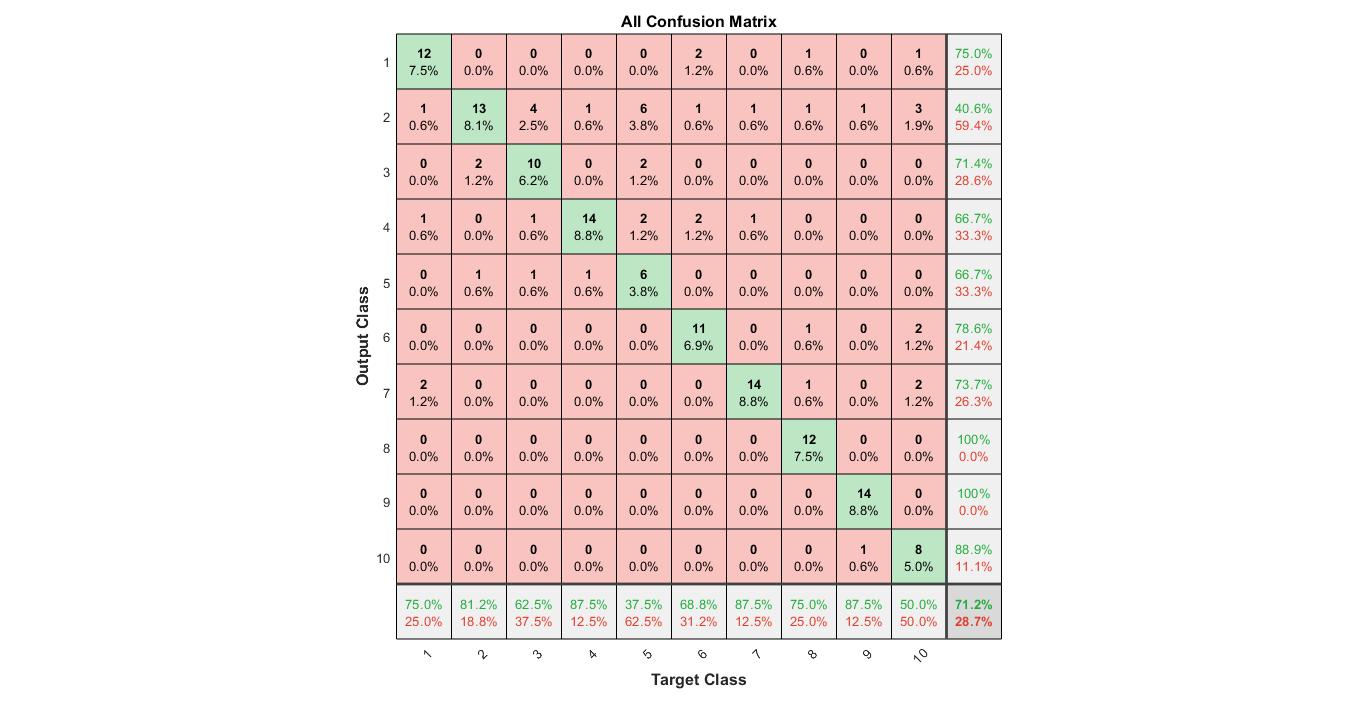 All Confusion Matrix
1 12 0 0 0 0 2 0 1 0 1 75.0%
7.5% 0.0% 0.0% 0.0% 0.0% 1.2% 0.0% 0.6% 0.0% 0.6% 25.0%
2 1 13 4 1 6 1 1 1 1 3 40.6%
0.6% 8.1% 2.5% 0.6% 3.8% 0.6% 0.6% 0.6% 0.6% 1.9% 59.4%
3 0 2 10 0 2 0 0 0 0 0 71.4%
0.0% 1.2% 6.2% 0.0% 1.2% 0.0% 0.0% 0.0% 0.0% 0.0% 28.6%
4 1 0 1 14 2 2 1 0 0 0 66.7%
0.6% 0.0% 0.6% 8.8% 1.2% 1.2% 0.6% 0.0% 0.0% 0.0% 33.3%
5 0 1 1 1 6 0 0 0 0 0 66.7%
0.0% 0.6% 0.6% 0.6% 3.8% 0.0% 0.0% 0.0% 0.0% 0.0% 33.3%
6 0 0 0 0 0 11 0 1 0 2 78.6%
0.0% 0.0% 0.0% 0.0% 0.0% 6.9% 0.0% 0.6% 0.0% 1.2% 21.4%
7 2 0 0 0 0 0 14 1 0 2 73.7%
1.2% 0.0% 0.0% 0.0% 0.0% 0.0% 8.8% 0.6% 0.0% 1.2% 26.3%
8 0 0 0 0 0 0 0 12 0 0 100%
0.0% 0.0% 0.0% 0.0% 0.0% 0.0% 0.0% 7.5% 0.0% 0.0% 0.0%
9 0 0 0 0 0 0 0 0 14 0 100%
0.0% 0.0% 0.0% 0.0% 0.0% 0.0% 0.0% 0.0% 8.8% 0.0% 0.0%
10 0 0 0 0 0 0 0 0 1 8 88.9%
0.0% 0.0% 0.0% 0.0% 0.0% 0.0% 0.0% 0.0% 0.6% 5.0% 11.1%
75.0% 81.2% 62.5% 87.5% 37.5% 68.8% 87.5% 75.0% 87.5% 50.0% 71.2%
25.0% 18.8% 37.5% 12.5% 62.5% 31.2% 12.5% 25.0% 12.5% 50.0% 28.7%
1 2 3 4 5 6 7 8 9 10
Target Class
Output Class